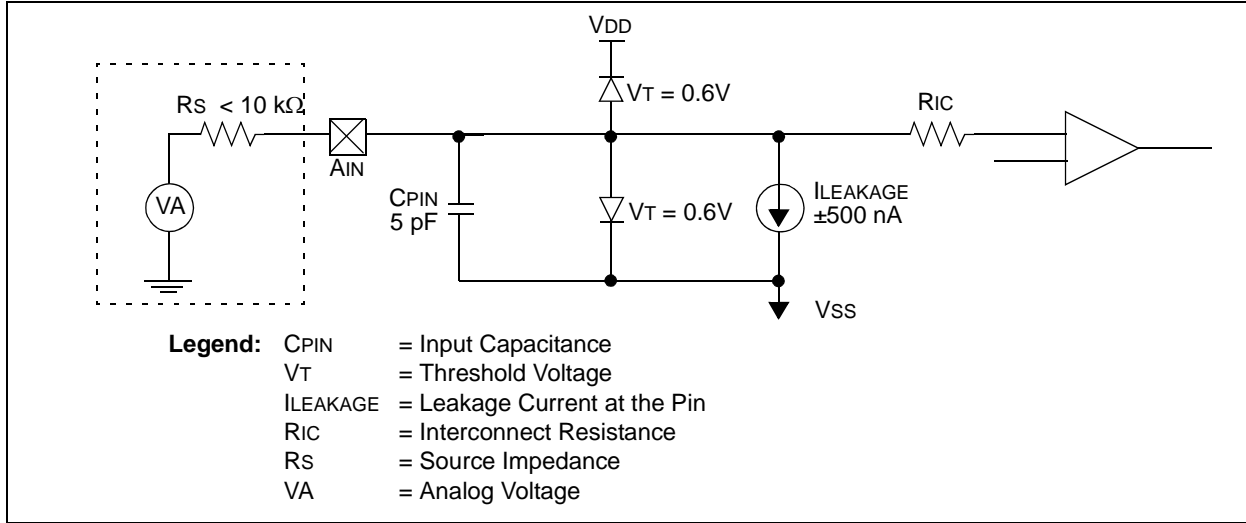 VDD
RS < 10 kΩ
VT = 0.6V
RIC
AIN
VA
CPIN
5 pF
VT = 0.6V
ILEAKAGE
±500 nA
VSS
Legend: CPIN = Input Capacitance
VT = Threshold Voltage
ILEAKAGE = Leakage Current at the Pin
RIC = Interconnect Resistance
RS = Source Impedance
VA = Analog Voltage